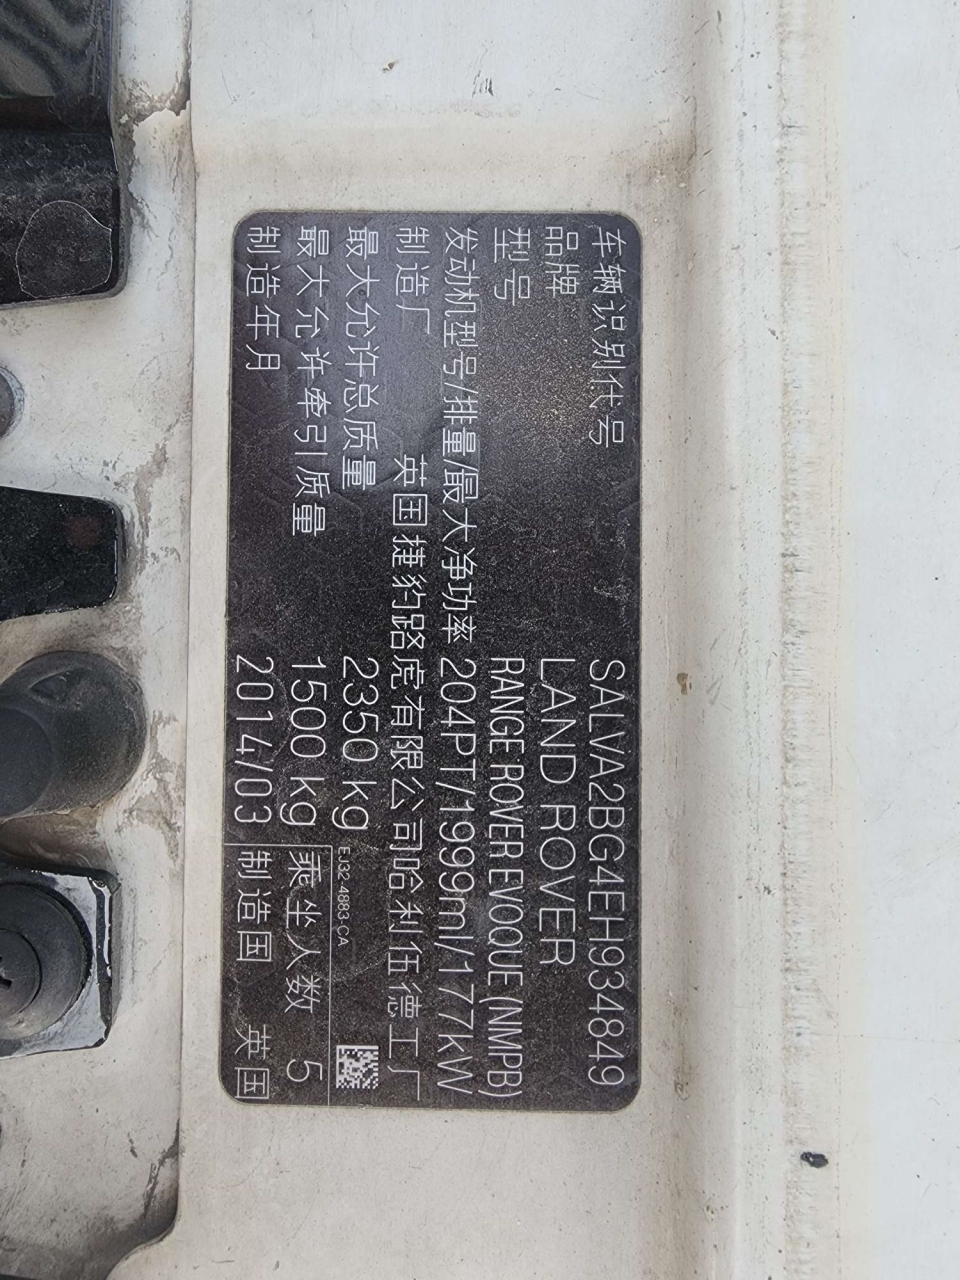 车辆识别代号 SALVA2BG4EH934849
品牌 LAND ROVER
型号 RANGE ROVER EVOQUE (NMPB)
发动机型号/排量/最大净功率 204PT/1999ml/177kW
制造厂 英国捷豹路虎有限公司哈利伍德工厂
最大允许总质量 2350 kg
EJ32-4883-CA
最大允许牵引质量 1500 kg 乘坐人数 5
制造年月 2014/03 制造国 英国